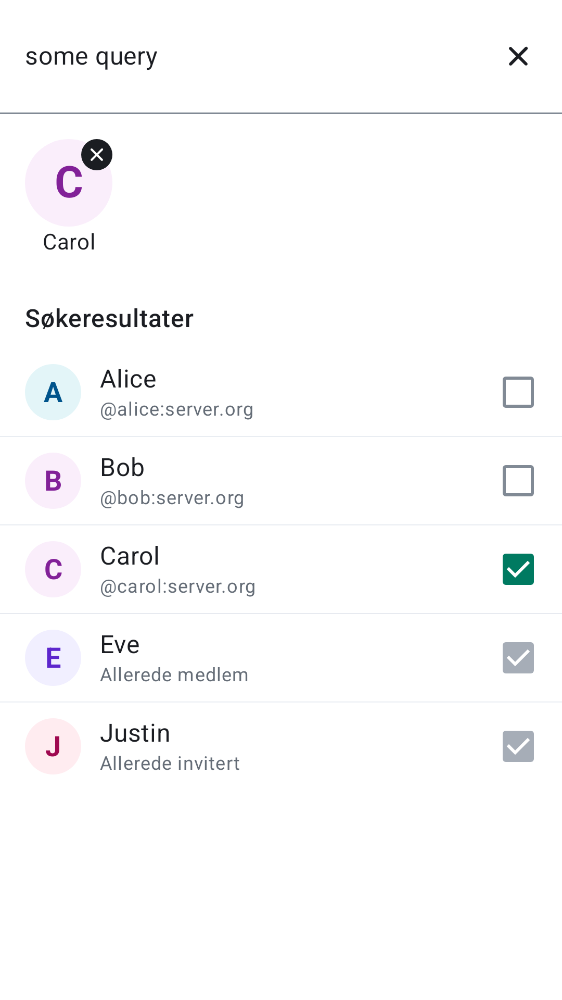 some query
C
Carol
Søkeresultater
A
Alice
@alice:server.org
B
Bob
@bob:server.org
C
Carol
@carol:server.org
E
Eve
Allerede medlem
J
Justin
Allerede invitert